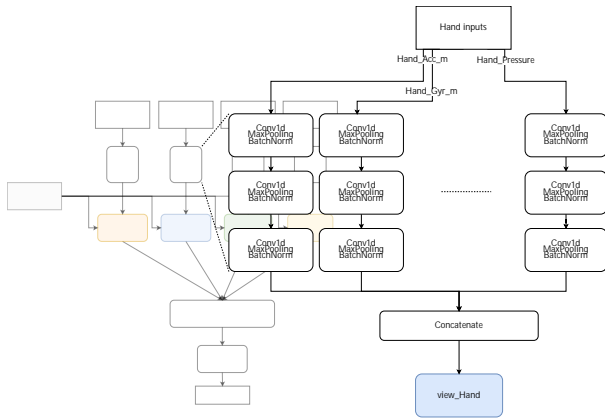 Hand inputs
Hand_Acc_m
Hand_Pressure
Hand_Gyr_m
Conv1d
MaxPooling
BatchNorm
Conv1d
MaxPooling
BatchNorm
Conv1d
MaxPooling
BatchNorm
Conv1d
MaxPooling
BatchNorm
Conv1d
MaxPooling
BatchNorm
Conv1d
MaxPooling
BatchNorm
Conv1d
MaxPooling
BatchNorm
Conv1d
MaxPooling
BatchNorm
Conv1d
MaxPooling
BatchNorm
Concatenate
view_Hand